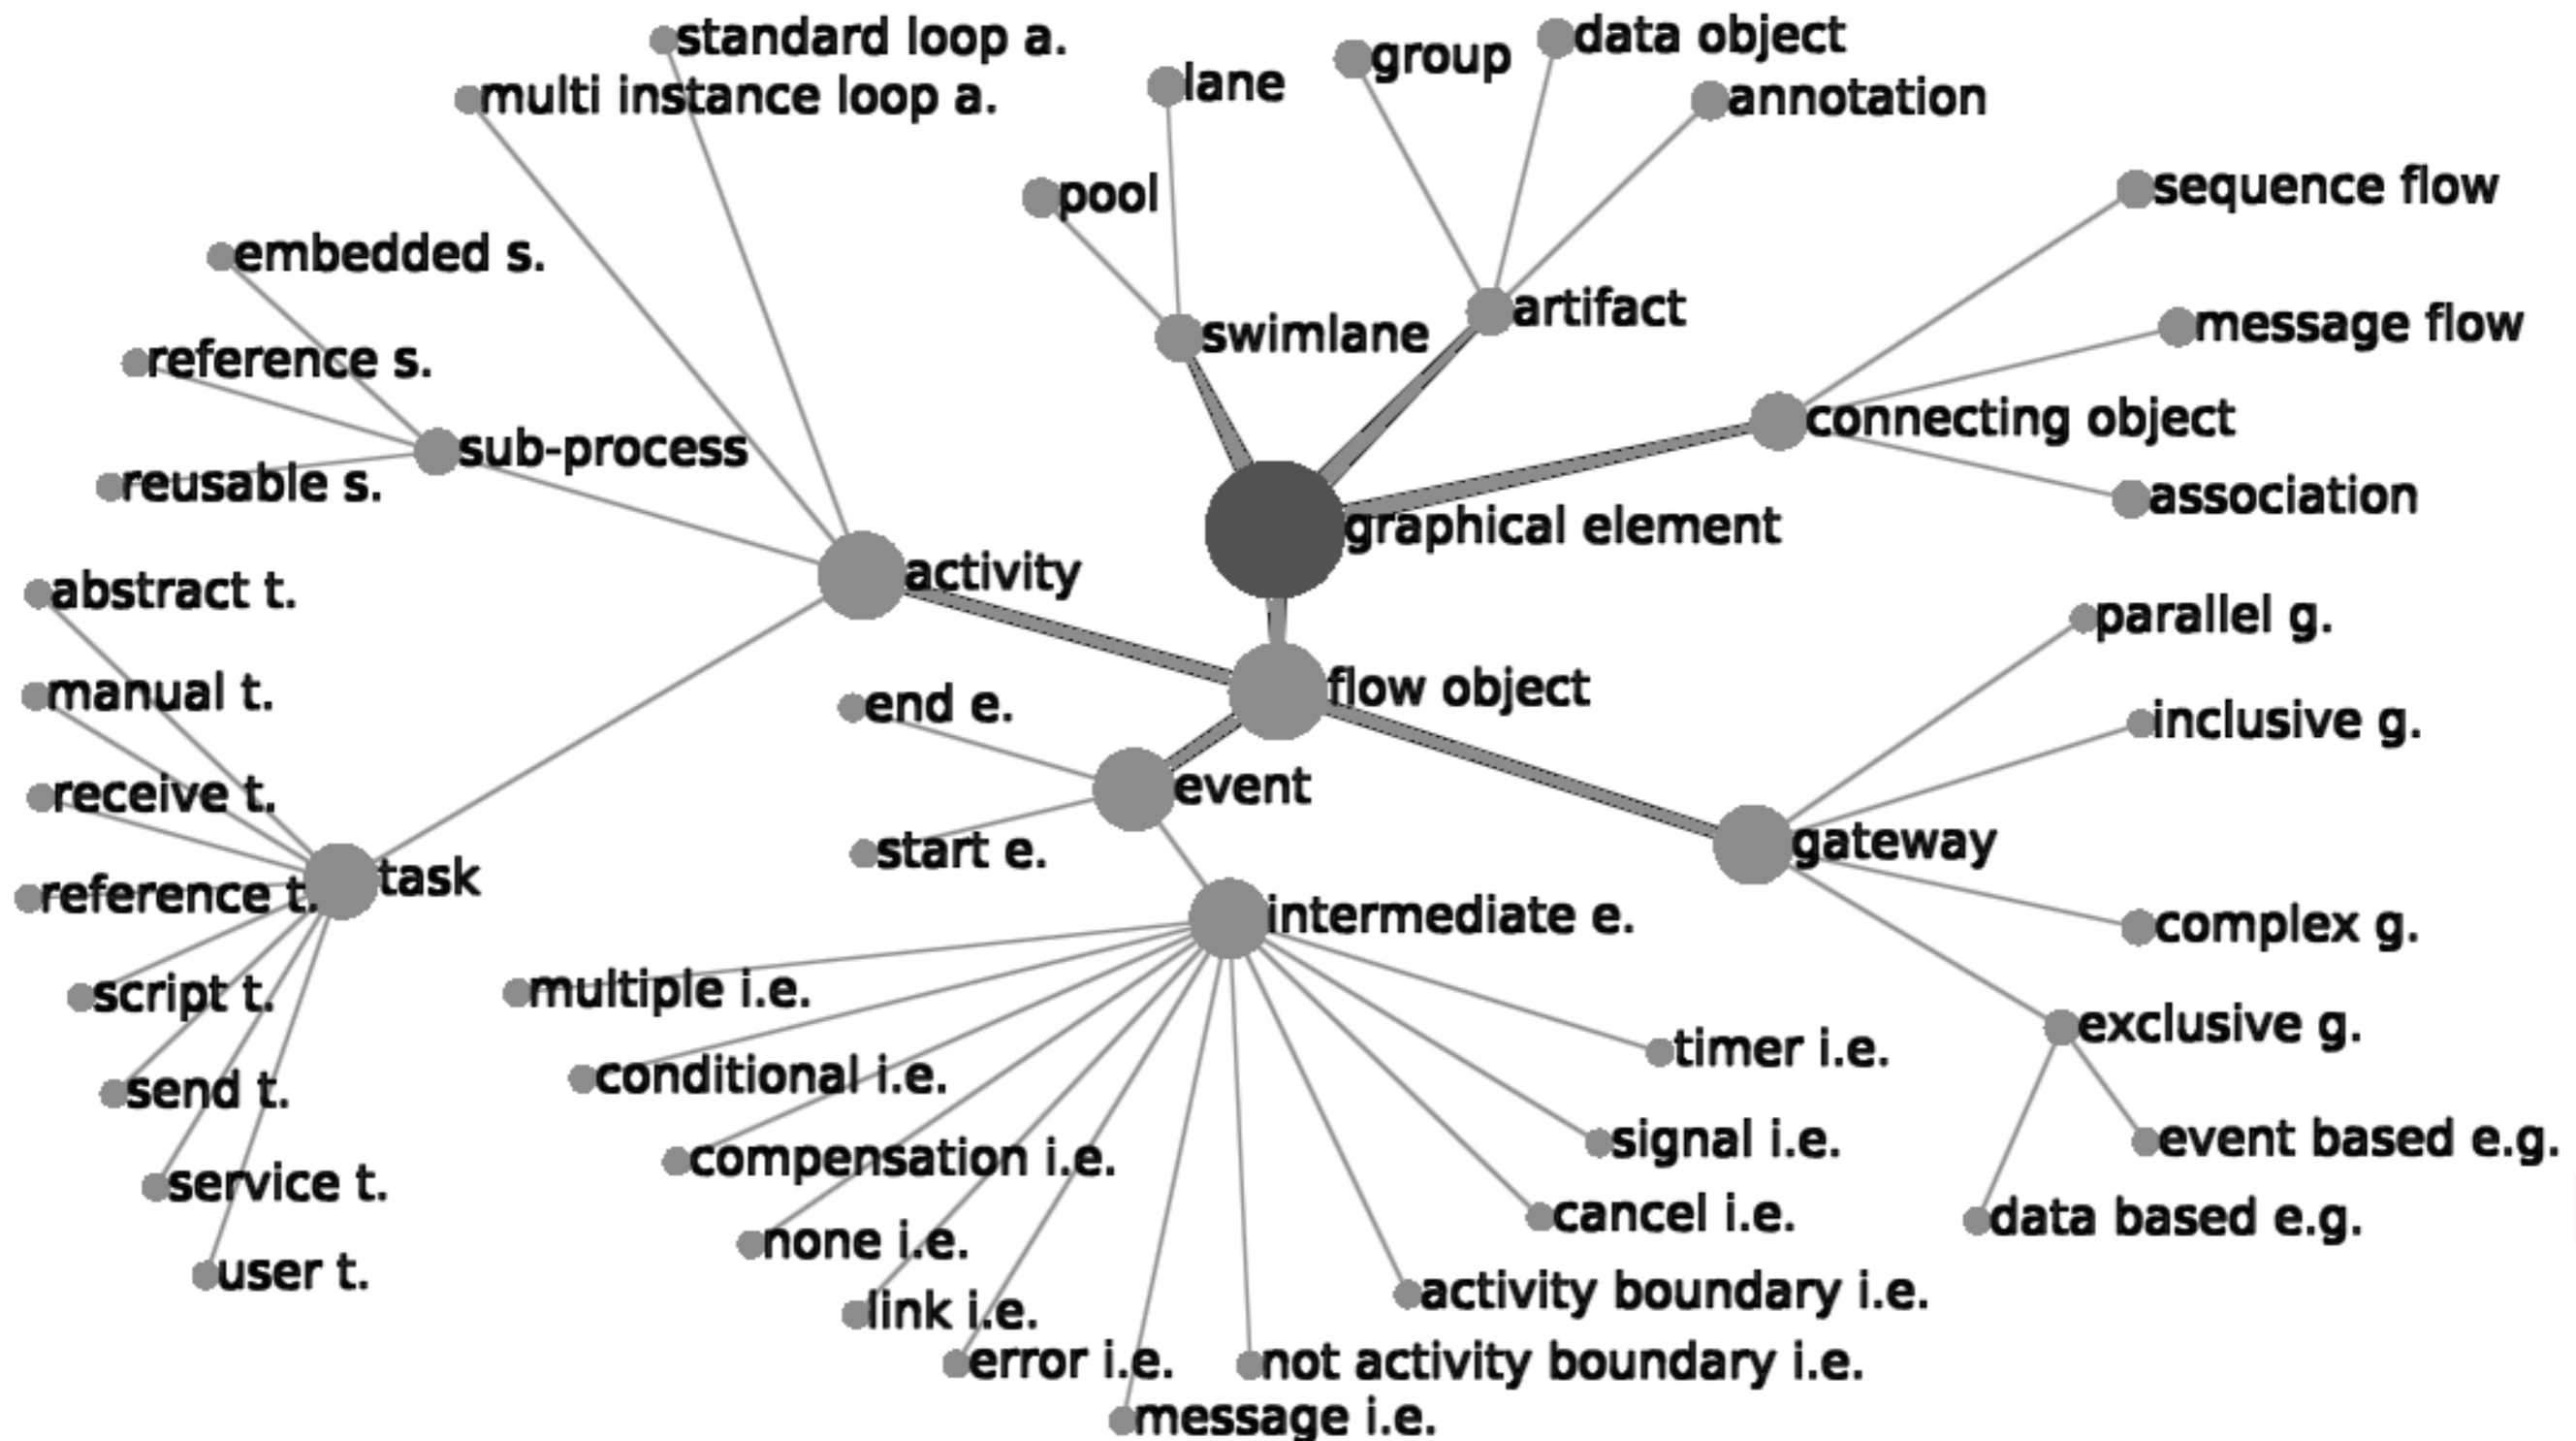 standard loop a.
multi instance loop a.
lane
group
data object
annotation
pool
sequence flow
embedded s.
reference s.
swimlane
artifact
message flow
sub-process
connecting object
reusable s.
association
graphical element
activity
abstract t.
parallel g.
manual t.
end e.
flow object
inclusive g.
receive t.
event
start e.
gateway
task
reference t.
intermediate e.
complex g.
script t.
multiple i.e.
exclusive g.
timer i.e.
send t.
conditional i.e.
signal i.e.
event based e.g.
service t.
compensation i.e.
cancel i.e.
data based e.g.
user t.
none i.e.
activity boundary i.e.
link i.e.
error i.e.
not activity boundary i.e.
message i.e.